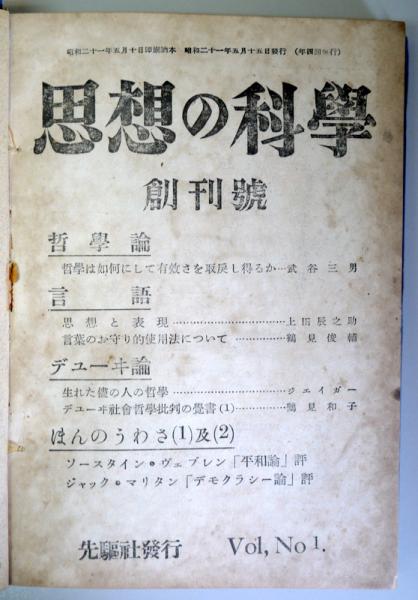 昭和二十一年五月十日印刷納本 昭和二十一年五月十五日發行 (年四回發行)
思想の科學
創刊號
哲學論
哲學は如何にして有效さを取戻し得るか…武谷三男
言語
思想と表現……………………………上田辰之助
言葉のお守り的使用法について……………鶴見俊輔
デューヰ論
生れた儘の人の哲學……………………ジェイガー
デューヰ社會哲學批判の覺書(1)……………鶴見和子
ほんのうわさ(1)及(2)
ソースタイン・ヴェブレン「平和論」評
ジャック・マリタン「デモクラシー論」評
先驅社發行 Vol, No 1.